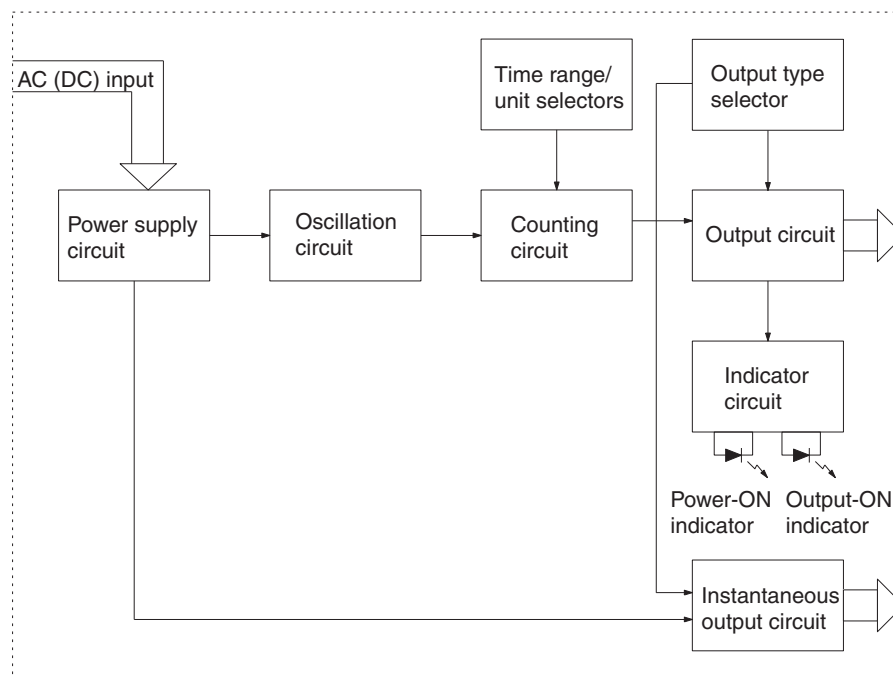 AC (DC) input
Time range/
unit selectors
Output type
selector
Power supply
circuit
Oscillation
circuit
Counting
circuit
Output circuit
Indicator
circuit
Power-ON
indicator
Output-ON
indicator
Instantaneous
output circuit